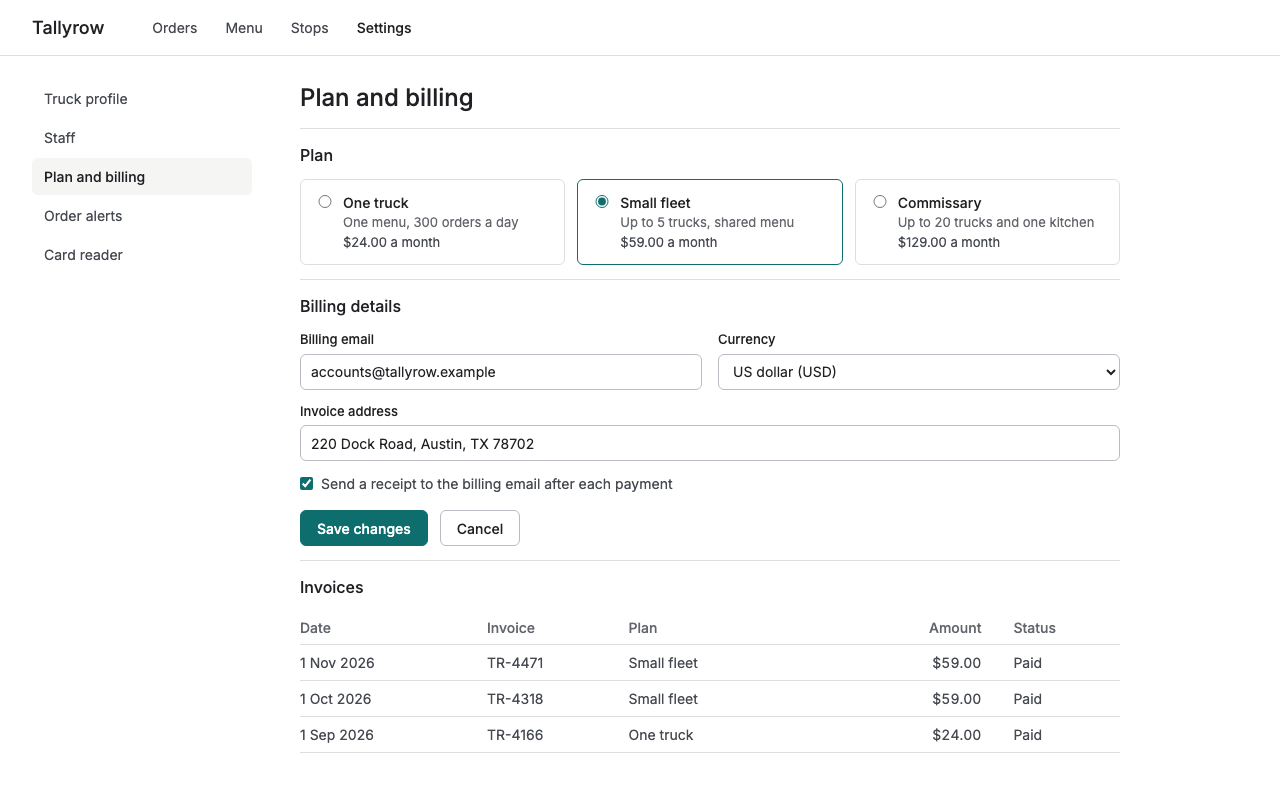 Tallyrow
Orders
Menu
Stops
Settings
Truck profile
Staff
Plan and billing
Order alerts
Card reader
Plan and billing
Plan
One truck
One menu, 300 orders a day
$24.00 a month
Small fleet
Up to 5 trucks, shared menu
$59.00 a month
Commissary
Up to 20 trucks and one kitchen
$129.00 a month
Billing details
Billing email
accounts@tallyrow.example
Currency
US dollar (USD)
Invoice address
220 Dock Road, Austin, TX 78702
Send a receipt to the billing email after each payment
Save changes
Cancel
Invoices
Date Invoice Plan Amount Status
1 Nov 2026 TR-4471 Small fleet $59.00 Paid
1 Oct 2026 TR-4318 Small fleet $59.00 Paid
1 Sep 2026 TR-4166 One truck $24.00 Paid